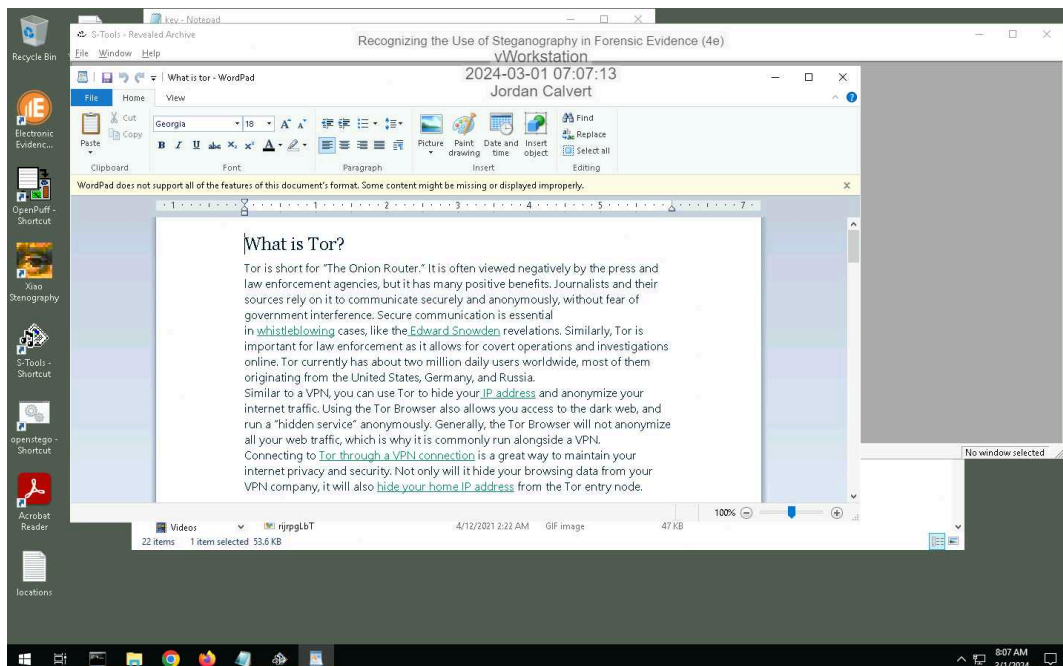 key - Notepad
S-Tools - Revealed Archive
File Window Help
Recognizing the Use of Steganography in Forensic Evidence (4e)
vWorkstation
2024-03-01 07:07:13
Jordan Calvert
What is tor - WordPad
File Home View
Paste
Cut
Copy
Clipboard
Georgia 18
B I U abc X₂ X² A
Font
Paragraph
Picture
Paint drawing
Date and time
Insert object
Insert
Find
Replace
Select all
Editing
WordPad does not support all of the features of this document's format. Some content might be missing or displayed improperly.
1 1 2 3 4 5 7
What is Tor?
Tor is short for "The Onion Router." It is often viewed negatively by the press and
law enforcement agencies, but it has many positive benefits. Journalists and their
sources rely on it to communicate securely and anonymously, without fear of
government interference. Secure communication is essential
in whistleblowing cases, like the Edward Snowden revelations. Similarly, Tor is
important for law enforcement as it allows for covert operations and investigations
online. Tor currently has about two million daily users worldwide, most of them
originating from the United States, Germany, and Russia.
Similar to a VPN, you can use Tor to hide your IP address and anonymize your
internet traffic. Using the Tor Browser also allows you access to the dark web, and
run a "hidden service" anonymously. Generally, the Tor Browser will not anonymize
all your web traffic, which is why it is commonly run alongside a VPN.
Connecting to Tor through a VPN connection is a great way to maintain your
internet privacy and security. Not only will it hide your browsing data from your
VPN company, it will also hide your home IP address from the Tor entry node.
100%
No window selected
Videos rijrpgLbT 4/12/2021 2:22 AM GIF image 47 KB
22 items 1 item selected 53.6 KB
Recycle Bin
Electronic
Evidenc...
OpenPuff -
Shortcut
Xiao
Stenography
S-Tools -
Shortcut
openstego -
Shortcut
Acrobat
Reader
locations
8:07 AM
3/1/2024